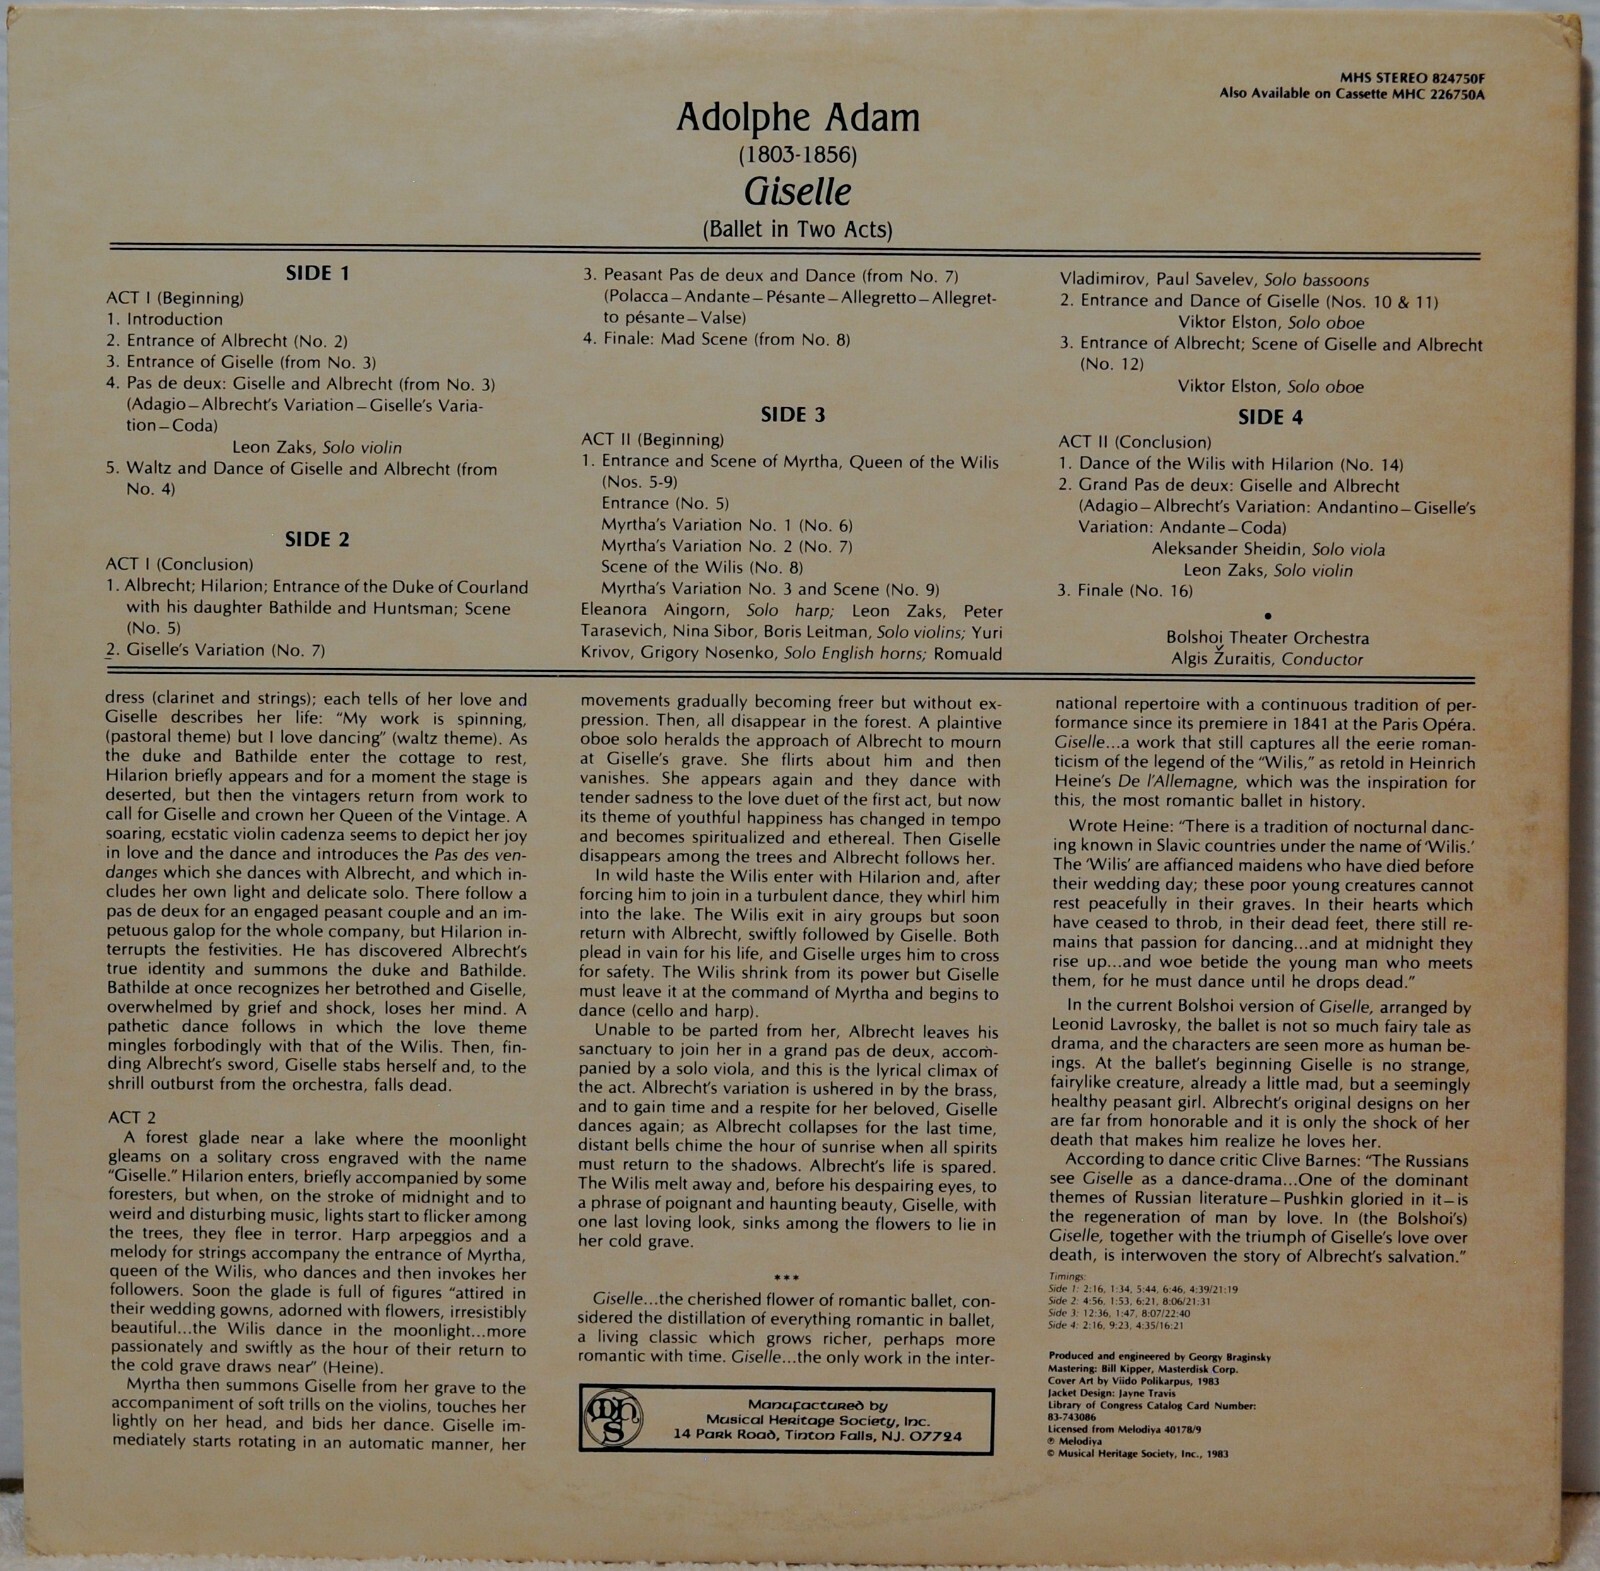 MHS STEREO 824750F
Also Available on Cassette MHC 226750A
Adolphe Adam
(1803-1856)
Giselle
(Ballet in Two Acts)
SIDE 1
ACT I (Beginning)
1. Introduction
2. Entrance of Albrecht (No. 2)
3. Entrance of Giselle (from No. 3)
4. Pas de deux: Giselle and Albrecht (from No. 3)
(Adagio–Albrecht's Variation–Giselle's Varia-
tion–Coda)
Leon Zaks, Solo violin
5. Waltz and Dance of Giselle and Albrecht (from
No. 4)
SIDE 2
ACT I (Conclusion)
1. Albrecht; Hilarion; Entrance of the Duke of Courland
with his daughter Bathilde and Huntsman; Scene
(No. 5)
2. Giselle's Variation (No. 7)
3. Peasant Pas de deux and Dance (from No. 7)
(Polacca–Andante–Pésante–Allegretto–Allegret-
to pésante–Valse)
4. Finale: Mad Scene (from No. 8)
SIDE 3
ACT II (Beginning)
1. Entrance and Scene of Myrtha, Queen of the Wilis
(Nos. 5-9)
Entrance (No. 5)
Myrtha's Variation No. 1 (No. 6)
Myrtha's Variation No. 2 (No. 7)
Scene of the Wilis (No. 8)
Myrtha's Variation No. 3 and Scene (No. 9)
Eleanora Aingorn, Solo harp; Leon Zaks, Peter
Tarasevich, Nina Sibor, Boris Leitman, Solo violins; Yuri
Krivov, Grigory Nosenko, Solo English horns; Romuald
Vladimirov, Paul Savelev, Solo bassoons
2. Entrance and Dance of Giselle (Nos. 10 & 11)
Viktor Elston, Solo oboe
3. Entrance of Albrecht; Scene of Giselle and Albrecht
(No. 12)
Viktor Elston, Solo oboe
SIDE 4
ACT II (Conclusion)
1. Dance of the Wilis with Hilarion (No. 14)
2. Grand Pas de deux: Giselle and Albrecht
(Adagio–Albrecht's Variation: Andantino–Giselle's
Variation: Andante–Coda)
Aleksander Sheidin, Solo viola
Leon Zaks, Solo violin
3. Finale (No. 16)
•
Bolshoi Theater Orchestra
Algis Žuraitis, Conductor
dress (clarinet and strings); each tells of her love and
Giselle describes her life: “My work is spinning,
(pastoral theme) but I love dancing” (waltz theme). As
the duke and Bathilde enter the cottage to rest,
Hilarion briefly appears and for a moment the stage is
deserted, but then the vintagers return from work to
call for Giselle and crown her Queen of the Vintage. A
soaring, ecstatic violin cadenza seems to depict her joy
in love and the dance and introduces the Pas des ven-
danges which she dances with Albrecht, and which in-
cludes her own light and delicate solo. There follow a
pas de deux for an engaged peasant couple and an im-
petuous galop for the whole company, but Hilarion in-
terrupts the festivities. He has discovered Albrecht's
true identity and summons the duke and Bathilde.
Bathilde at once recognizes her betrothed and Giselle,
overwhelmed by grief and shock, loses her mind. A
pathetic dance follows in which the love theme
mingles forbodingly with that of the Wilis. Then, fin-
ding Albrecht's sword, Giselle stabs herself and, to the
shrill outburst from the orchestra, falls dead.
ACT 2
A forest glade near a lake where the moonlight
gleams on a solitary cross engraved with the name
“Giselle.” Hilarion enters, briefly accompanied by some
foresters, but when, on the stroke of midnight and to
weird and disturbing music, lights start to flicker among
the trees, they flee in terror. Harp arpeggios and a
melody for strings accompany the entrance of Myrtha,
queen of the Wilis, who dances and then invokes her
followers. Soon the glade is full of figures “attired in
their wedding gowns, adorned with flowers, irresistibly
beautiful...the Wilis dance in the moonlight...more
passionately and swiftly as the hour of their return to
the cold grave draws near” (Heine).
Myrtha then summons Giselle from her grave to the
accompaniment of soft trills on the violins, touches her
lightly on her head, and bids her dance. Giselle im-
mediately starts rotating in an automatic manner, her
movements gradually becoming freer but without ex-
pression. Then, all disappear in the forest. A plaintive
oboe solo heralds the approach of Albrecht to mourn
at Giselle's grave. She flirts about him and then
vanishes. She appears again and they dance with
tender sadness to the love duet of the first act, but now
its theme of youthful happiness has changed in tempo
and becomes spiritualized and ethereal. Then Giselle
disappears among the trees and Albrecht follows her.
In wild haste the Wilis enter with Hilarion and, after
forcing him to join in a turbulent dance, they whirl him
into the lake. The Wilis exit in airy groups but soon
return with Albrecht, swiftly followed by Giselle. Both
plead in vain for his life, and Giselle urges him to cross
for safety. The Wilis shrink from its power but Giselle
must leave it at the command of Myrtha and begins to
dance (cello and harp).
Unable to be parted from her, Albrecht leaves his
sanctuary to join her in a grand pas de deux, accom-
panied by a solo viola, and this is the lyrical climax of
the act. Albrecht's variation is ushered in by the brass,
and to gain time and a respite for her beloved, Giselle
dances again; as Albrecht collapses for the last time,
distant bells chime the hour of sunrise when all spirits
must return to the shadows. Albrecht's life is spared.
The Wilis melt away and, before his despairing eyes, to
a phrase of poignant and haunting beauty, Giselle, with
one last loving look, sinks among the flowers to lie in
her cold grave.
***
Giselle...the cherished flower of romantic ballet, con-
sidered the distillation of everything romantic in ballet,
a living classic which grows richer, perhaps more
romantic with time. Giselle...the only work in the inter-
mhs
Manufactured by
Musical Heritage Society, Inc.
14 Park Road, Tinton Falls, N.J. 07724
national repertoire with a continuous tradition of per-
formance since its premiere in 1841 at the Paris Opéra.
Giselle...a work that still captures all the eerie roman-
ticism of the legend of the “Wilis,” as retold in Heinrich
Heine's De l'Allemagne, which was the inspiration for
this, the most romantic ballet in history.
Wrote Heine: “There is a tradition of nocturnal danc-
ing known in Slavic countries under the name of ‘Wilis.’
The ‘Wilis’ are affianced maidens who have died before
their wedding day; these poor young creatures cannot
rest peacefully in their graves. In their hearts which
have ceased to throb, in their dead feet, there still re-
mains that passion for dancing...and at midnight they
rise up...and woe betide the young man who meets
them, for he must dance until he drops dead.”
In the current Bolshoi version of Giselle, arranged by
Leonid Lavrosky, the ballet is not so much fairy tale as
drama, and the characters are seen more as human be-
ings. At the ballet's beginning Giselle is no strange,
fairylike creature, already a little mad, but a seemingly
healthy peasant girl. Albrecht's original designs on her
are far from honorable and it is only the shock of her
death that makes him realize he loves her.
According to dance critic Clive Barnes: “The Russians
see Giselle as a dance-drama...One of the dominant
themes of Russian literature–Pushkin gloried in it–is
the regeneration of man by love. In (the Bolshoi's)
Giselle, together with the triumph of Giselle's love over
death, is interwoven the story of Albrecht's salvation.”
Timings:
Side 1: 2:16, 1:34, 5:44, 6:46, 4:39/21:19
Side 2: 4:56, 1:53, 6:21, 8:06/21:31
Side 3: 12:36, 1:47, 8:07/22:40
Side 4: 2:16, 9:23, 4:35/16:21
Produced and engineered by Georgy Braginsky
Mastering: Bill Kipper, Masterdisk Corp.
Cover Art by Viido Polikarpus, 1983
Jacket Design: Jayne Travis
Library of Congress Catalog Card Number:
83-743086
Licensed from Melodiya 40178/9
℗ Melodiya
© Musical Heritage Society, Inc., 1983